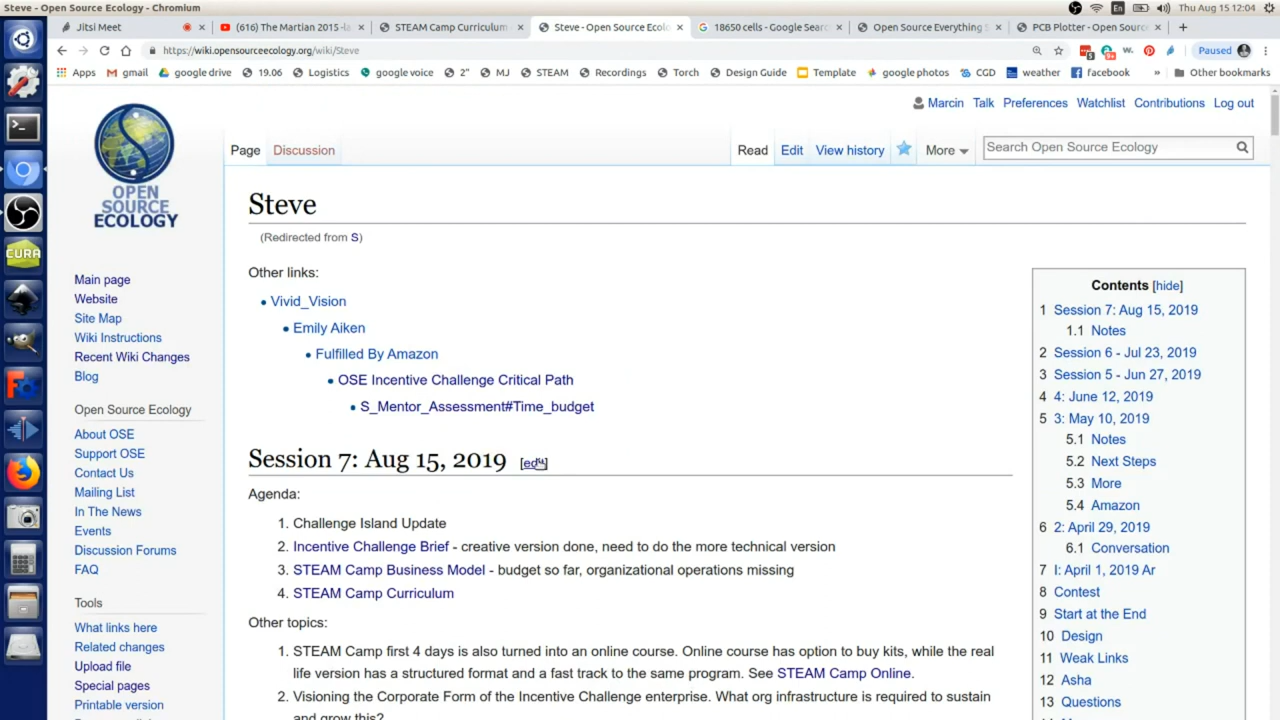 Steve - Open Source Ecology - Chromium
En
Thu Aug 15 12:04
Jitsi Meet
(616) The Martian 2015 -la
STEAM Camp Curriculum
Steve - Open Source Ecolo
18650 cells - Google Searc
Open Source Everything S
PCB Plotter - Open Sourc
https://wiki.opensourceecology.org/wiki/Steve
Paused
Apps
gmail
google drive
19.06
Logistics
google voice
2"
MJ
STEAM
Recordings
Torch
Design Guide
Template
google photos
CGD
weather
facebook
»
Other bookmarks
Marcin
Talk
Preferences
Watchlist
Contributions
Log out
Page
Discussion
Read
Edit
View history
More
Search Open Source Ecology
OPEN
SOURCE
ECOLOGY
CURA
Main page
Website
Site Map
Wiki Instructions
Recent Wiki Changes
Blog
Open Source Ecology
About OSE
Support OSE
Contact Us
Mailing List
In The News
Events
Discussion Forums
FAQ
Tools
What links here
Related changes
Upload file
Special pages
Printable version
Steve
(Redirected from S)
Other links:
Vivid_Vision
Emily Aiken
Fulfilled By Amazon
OSE Incentive Challenge Critical Path
S_Mentor_Assessment#Time_budget
Session 7: Aug 15, 2019
Agenda:
1. Challenge Island Update
2. Incentive Challenge Brief - creative version done, need to do the more technical version
3. STEAM Camp Business Model - budget so far, organizational operations missing
4. STEAM Camp Curriculum
Other topics:
1. STEAM Camp first 4 days is also turned into an online course. Online course has option to buy kits, while the real
life version has a structured format and a fast track to the same program. See STEAM Camp Online.
2. Visioning the Corporate Form of the Incentive Challenge enterprise. What org infrastructure is required to sustain
and grow this?
Contents [hide]
1 Session 7: Aug 15, 2019
1.1 Notes
2 Session 6 - Jul 23, 2019
3 Session 5 - Jun 27, 2019
4 4: June 12, 2019
5 3: May 10, 2019
5.1 Notes
5.2 Next Steps
5.3 More
5.4 Amazon
6 2: April 29, 2019
6.1 Conversation
7 I: April 1, 2019 Ar
8 Contest
9 Start at the End
10 Design
11 Weak Links
12 Asha
13 Questions